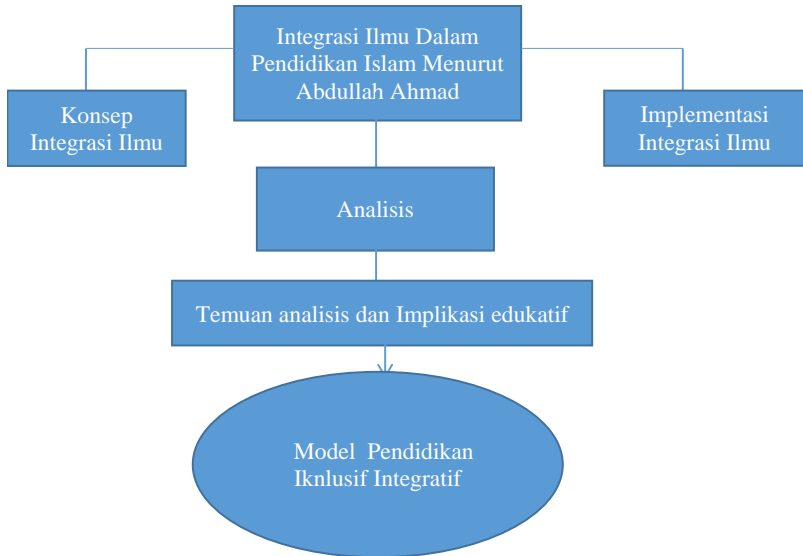 Integrasi Ilmu Dalam
Pendidikan Islam Menurut
Abdullah Ahmad
Konsep
Integrasi Ilmu
Implementasi
Integrasi Ilmu
Analisis
Temuan analisis dan Implikasi edukatif
Model Pendidikan
Iknlusif Integratif